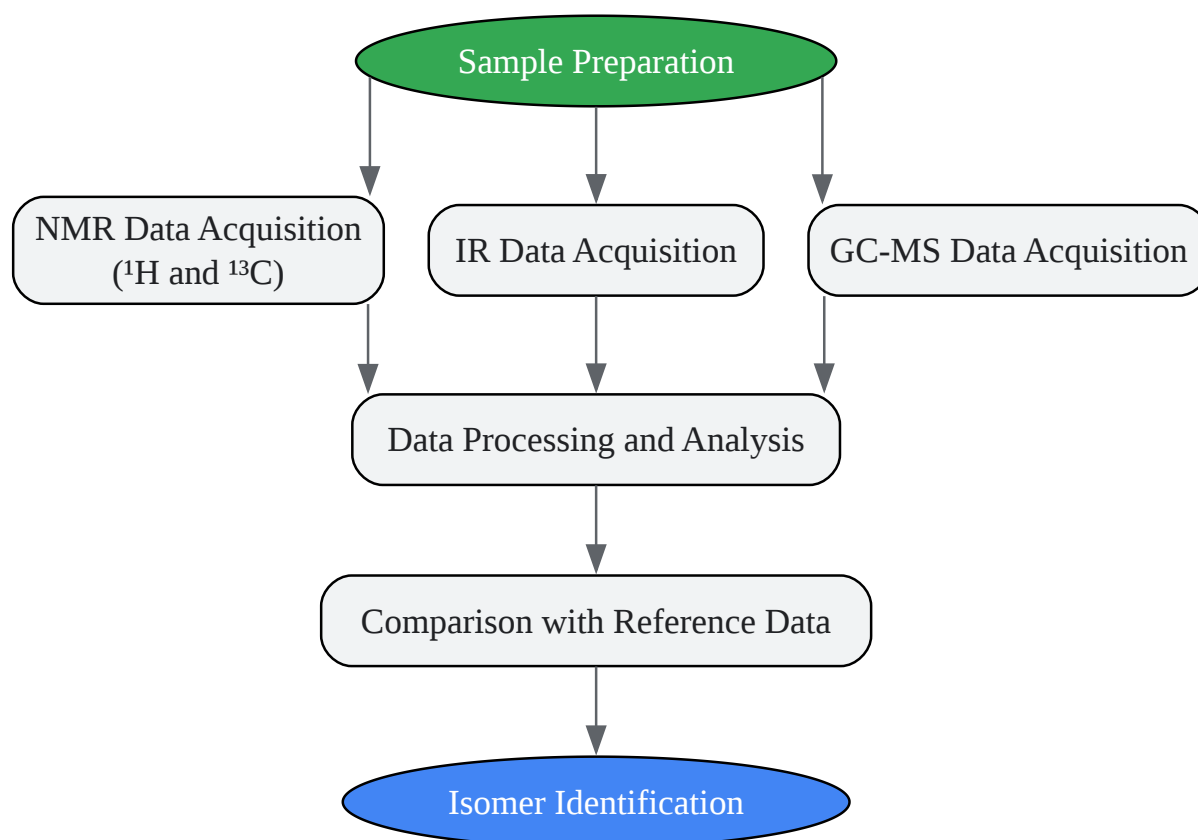 Sample Preparation
NMR Data Acquisition
(¹H and ¹³C)
IR Data Acquisition
GC-MS Data Acquisition
Data Processing and Analysis
Comparison with Reference Data
Isomer Identification